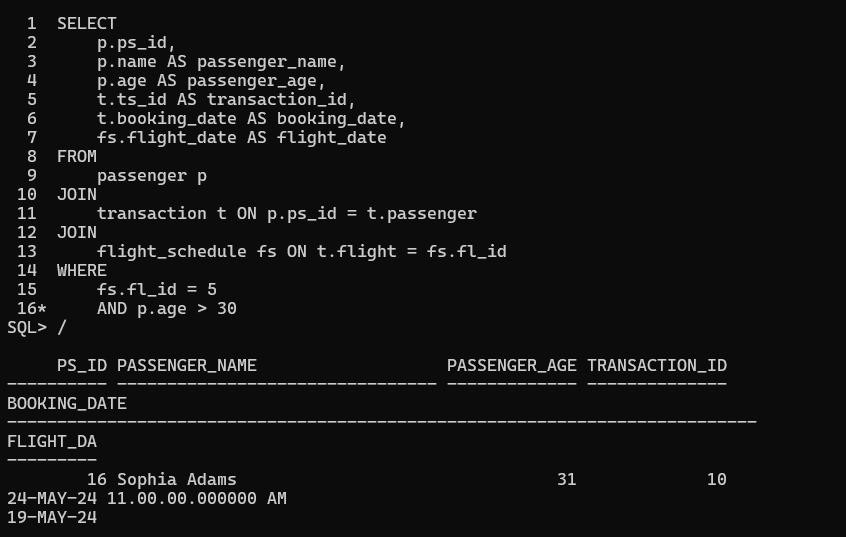 1  SELECT
  2      p.ps_id,
  3      p.name AS passenger_name,
  4      p.age AS passenger_age,
  5      t.ts_id AS transaction_id,
  6      t.booking_date AS booking_date,
  7      fs.flight_date AS flight_date
  8  FROM
  9      passenger p
 10  JOIN
 11      transaction t ON p.ps_id = t.passenger
 12  JOIN
 13      flight_schedule fs ON t.flight = fs.fl_id
 14  WHERE
 15      fs.fl_id = 5
 16*     AND p.age > 30
SQL> /

     PS_ID PASSENGER_NAME                   PASSENGER_AGE TRANSACTION_ID
---------- -------------------------------- ------------- --------------
BOOKING_DATE
---------------------------------------------------------------------------
FLIGHT_DA
---------
        16 Sophia Adams                                31             10
24-MAY-24 11.00.00.000000 AM
19-MAY-24